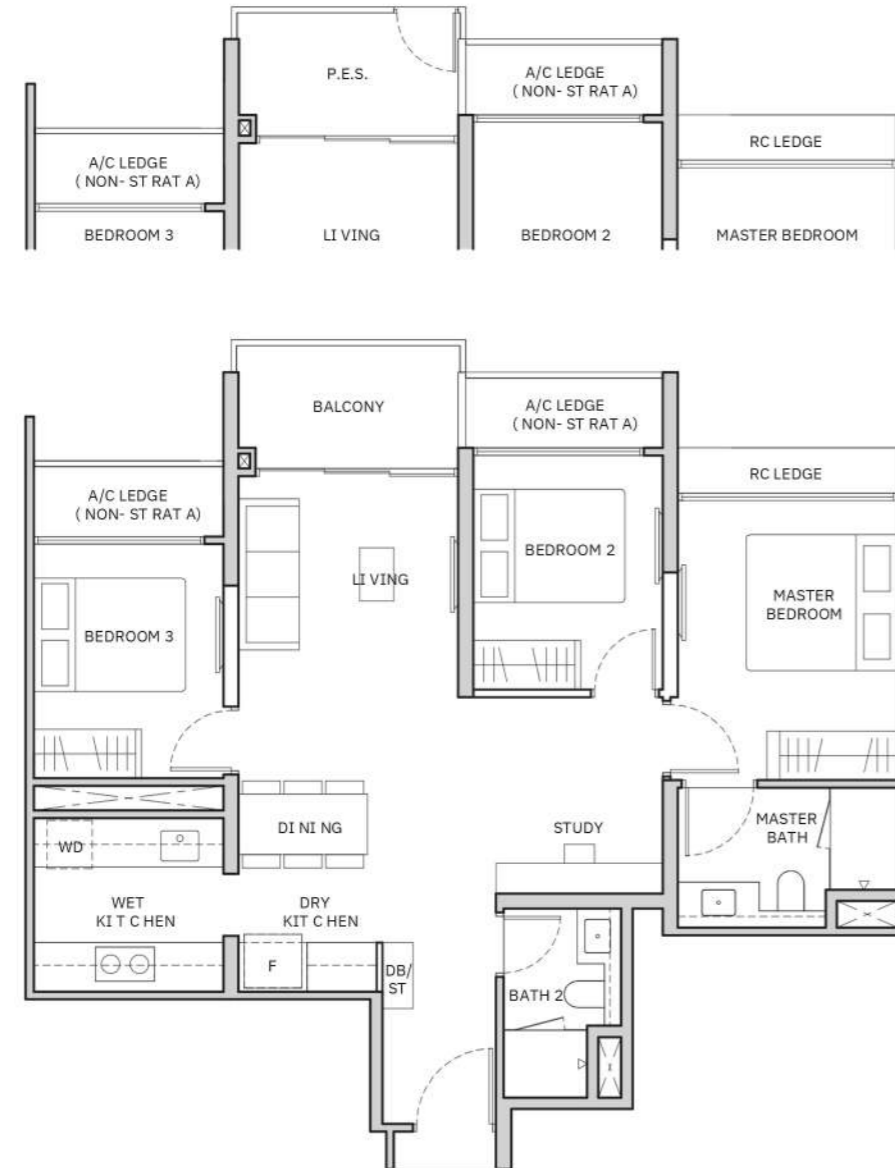 P.E.S.
A/C LEDGE
( NON- ST RAT A)
RC LEDGE
A/C LEDGE
( NON- ST RAT A)
BEDROOM 3
LI VING
BEDROOM 2
MASTER BEDROOM
BALCONY
A/C LEDGE
( NON- ST RAT A)
RC LEDGE
A/C LEDGE
( NON- ST RAT A)
BEDROOM 2
LI VING
MASTER
BEDROOM
BEDROOM 3
DI NI NG
STUDY
MASTER
BATH
WD
WET
KI T C HEN
DRY
KIT C HEN
F
DB/
ST
BATH 2